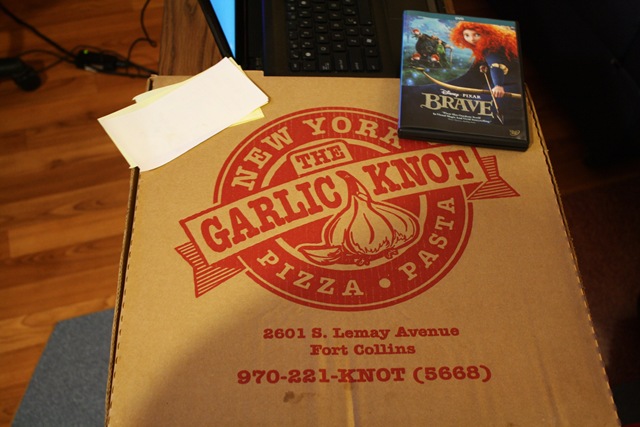 Disney PIXAR
BRAVE
DVD
NEW YORK
THE
GARLIC KNOT
PIZZA • PASTA
2601 S. Lemay Avenue
Fort Collins
970-221-KNOT (5668)